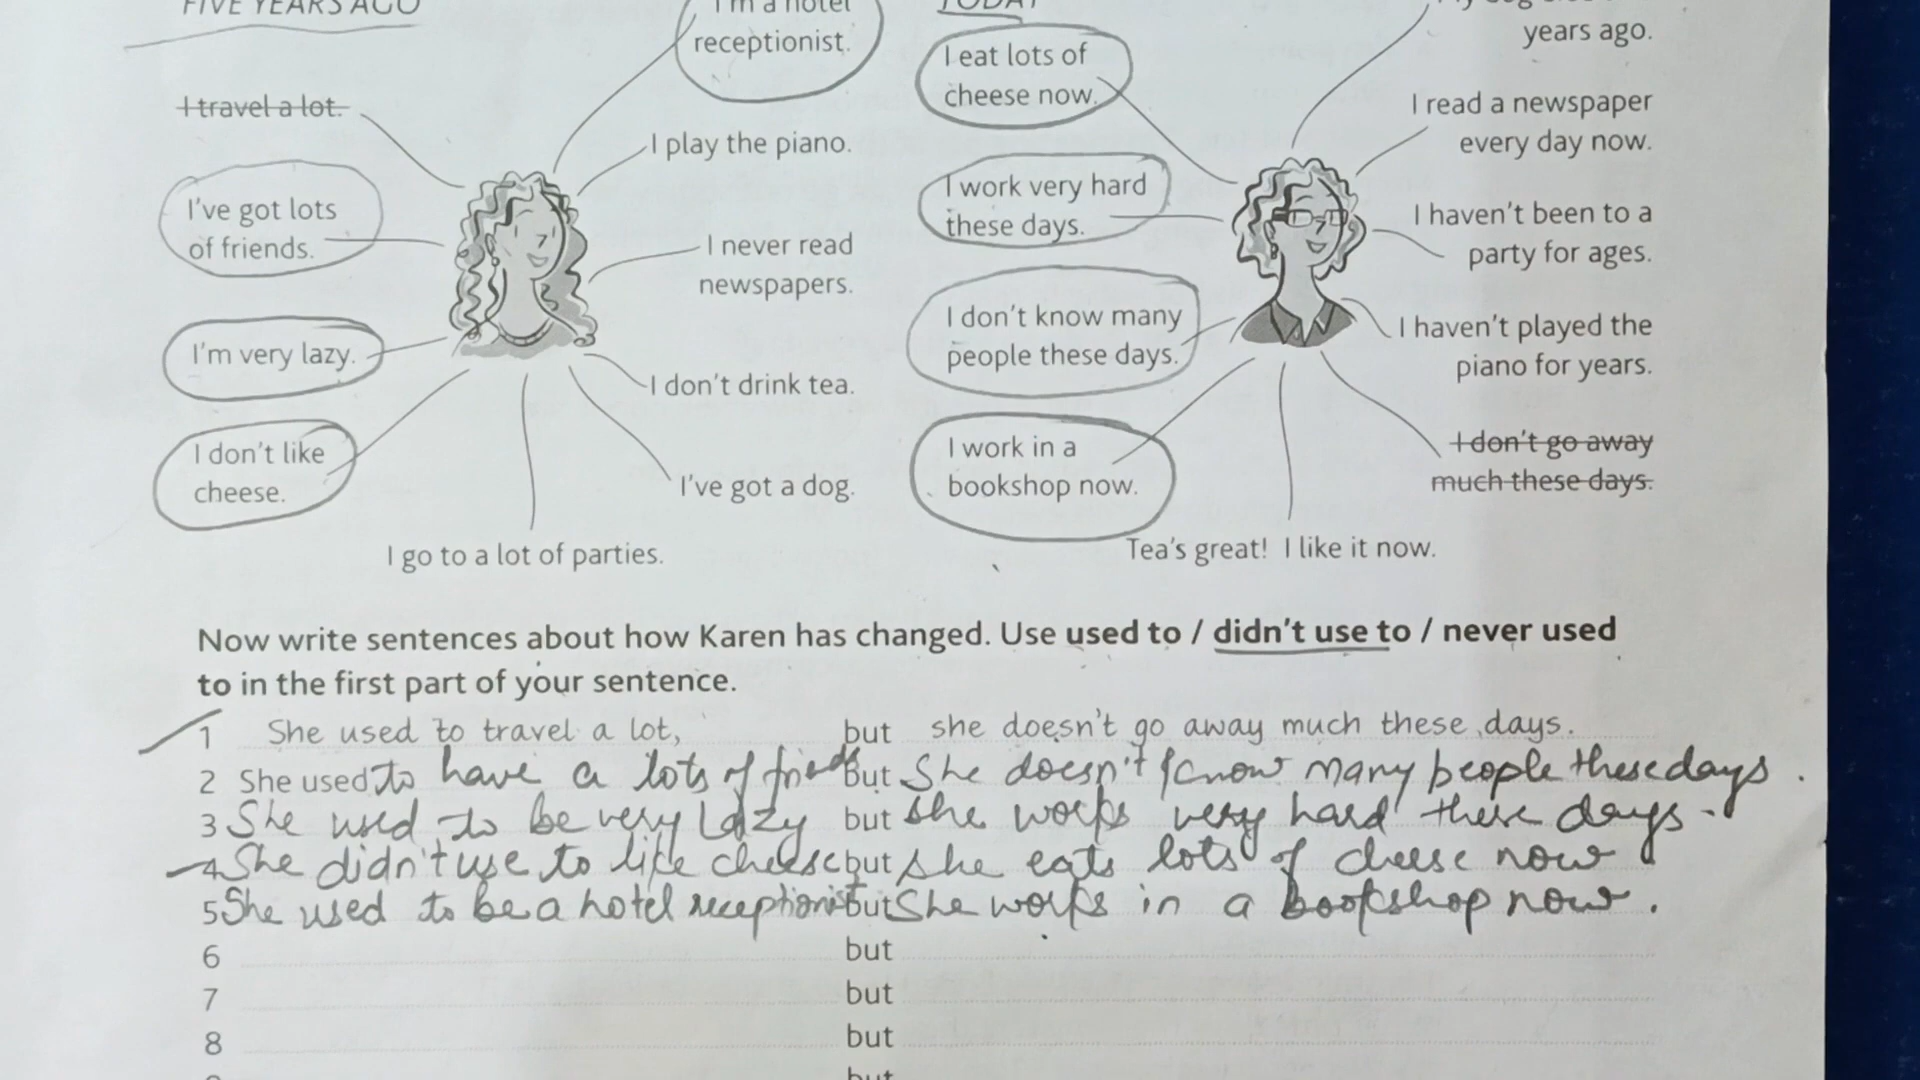 FIVE YEARS AGO
I'm a hotel
receptionist.
I travel a lot.
I play the piano.
I've got lots
of friends.
I never read
newspapers.
I'm very lazy.
I don't drink tea.
I don't like
cheese.
I've got a dog.
I go to a lot of parties.
TODAY
I eat lots of
cheese now.
years ago.
I read a newspaper
every day now.
I work very hard
these days.
I haven't been to a
party for ages.
I don't know many
people these days.
I haven't played the
piano for years.
I work in a
bookshop now.
I don't go away
much these days.
Tea's great! I like it now.
Now write sentences about how Karen has changed. Use used to / didn't use to / never used
to in the first part of your sentence.
1 She used to travel a lot, but she doesn't go away much these days.
2 She used to have a lots of friends but She doesn't know many people these days .
3 She used to be very Lazy but she works very hard these days .
4 She didn't use to like cheese but she eats lots of cheese now
5 She used to be a hotel receptionist but She works in a bookshop now .
6 but
7 but
8 but
but